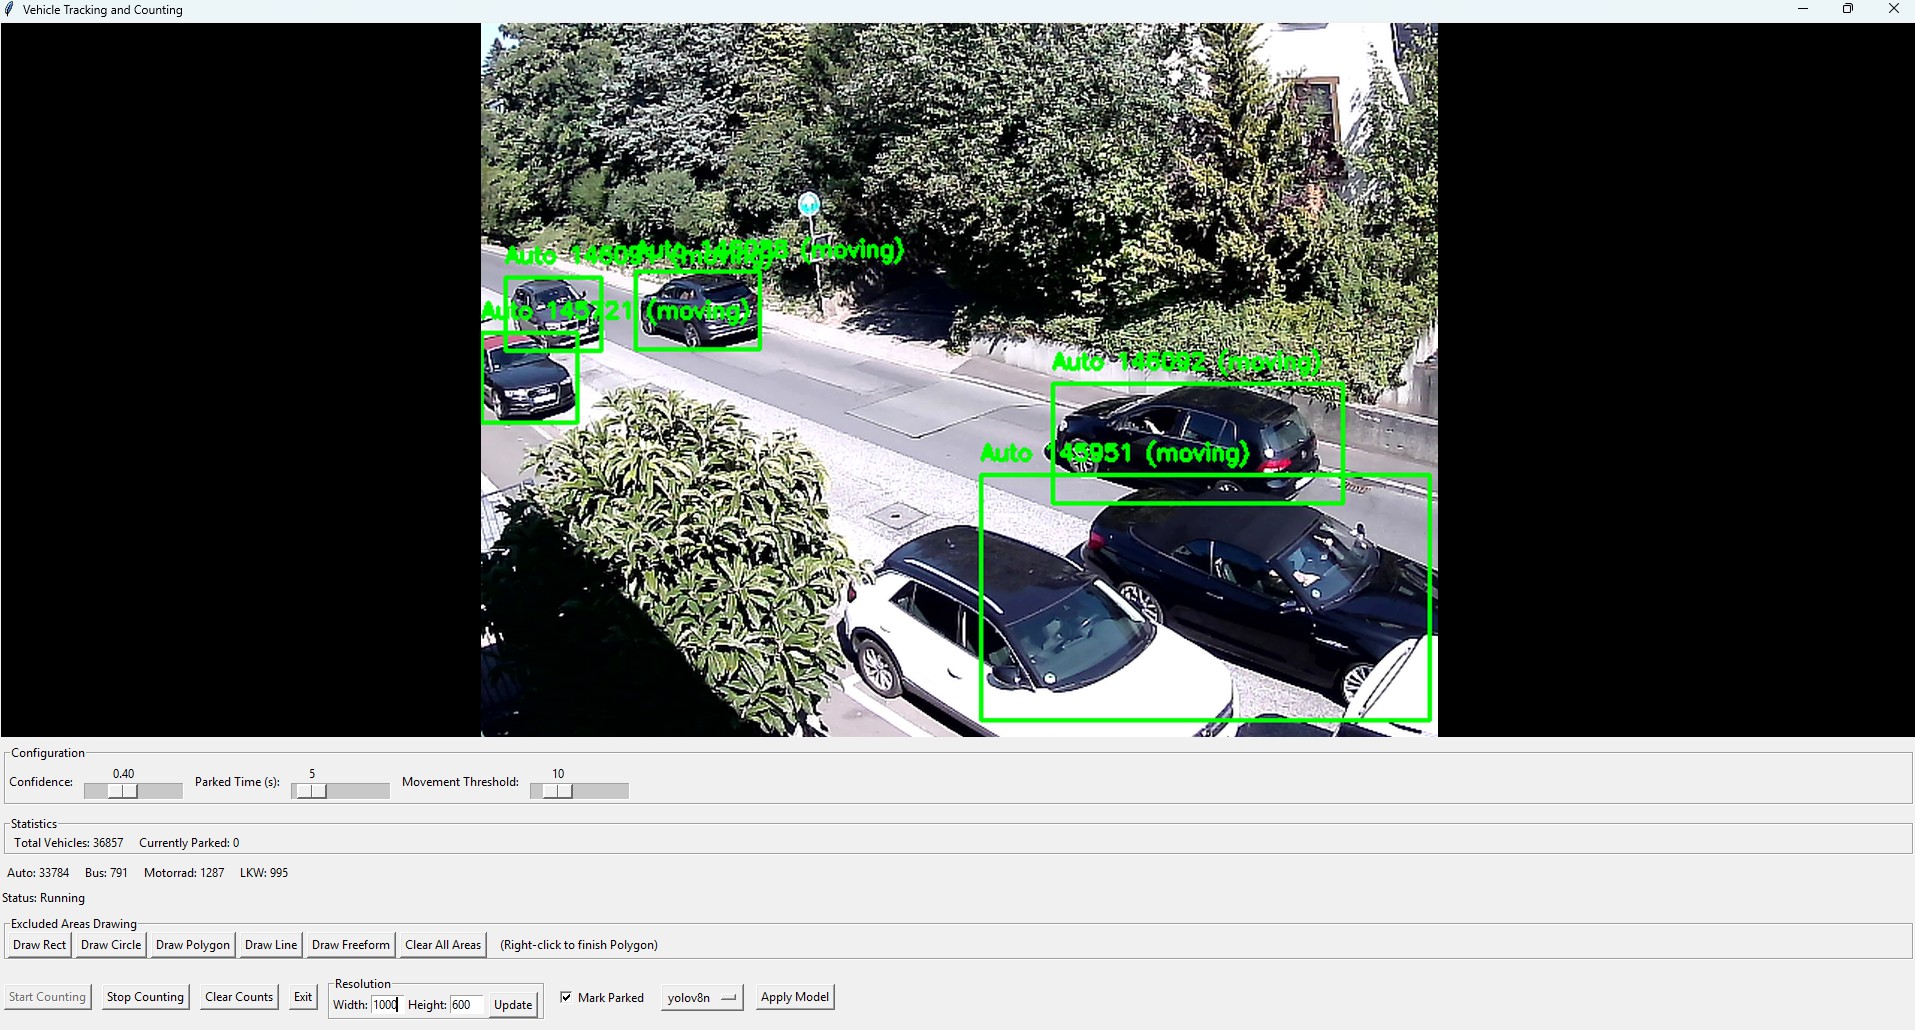 Vehicle Tracking and Counting
(moving)
Auto
Auto 145721 (moving)
Auto 146092 (moving)
Auto 145951 (moving)
Configuration
Confidence: 0.40 Parked Time (s): 5 Movement Threshold: 10
Statistics
Total Vehicles: 36857 Currently Parked: 0
Auto: 33784 Bus: 791 Motorrad: 1287 LKW: 995
Status: Running
Excluded Areas Drawing
Draw Rect Draw Circle Draw Polygon Draw Line Draw Freeform Clear All Areas (Right-click to finish Polygon)
Resolution
Start Counting Stop Counting Clear Counts Exit Width: 1000 Height: 600 Update Mark Parked yolov8n Apply Model